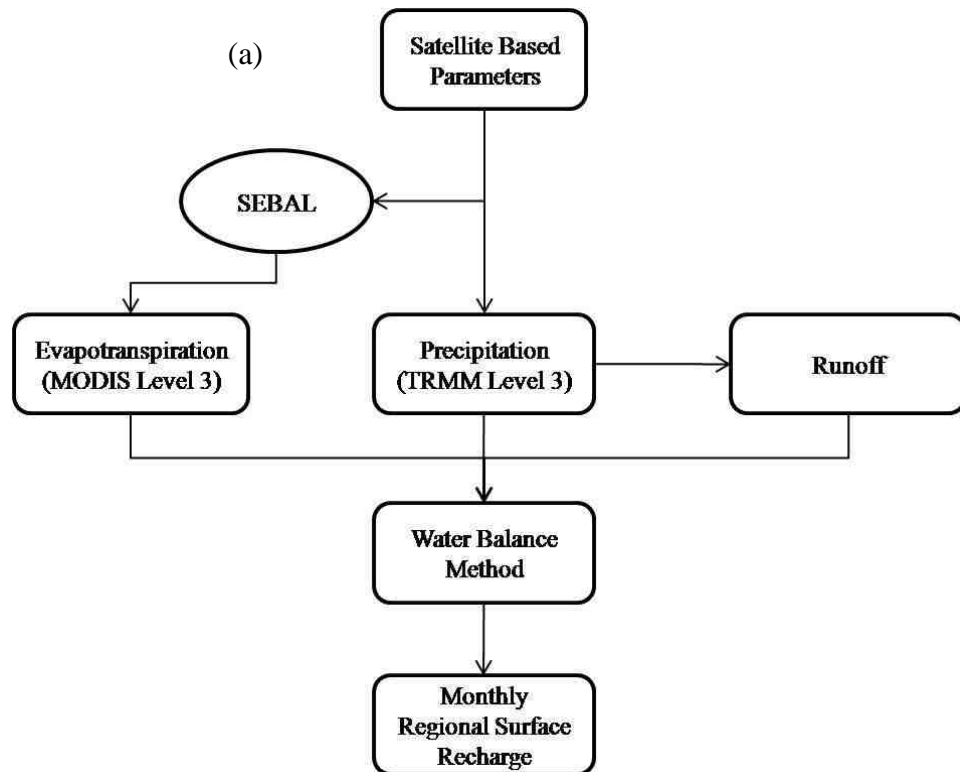 (a)
Satellite Based
Parameters
SEBAL
Evapotranspiration
(MODIS Level 3)
Precipitation
(TRMM Level 3)
Runoff
Water Balance
Method
Monthly
Regional Surface
Recharge